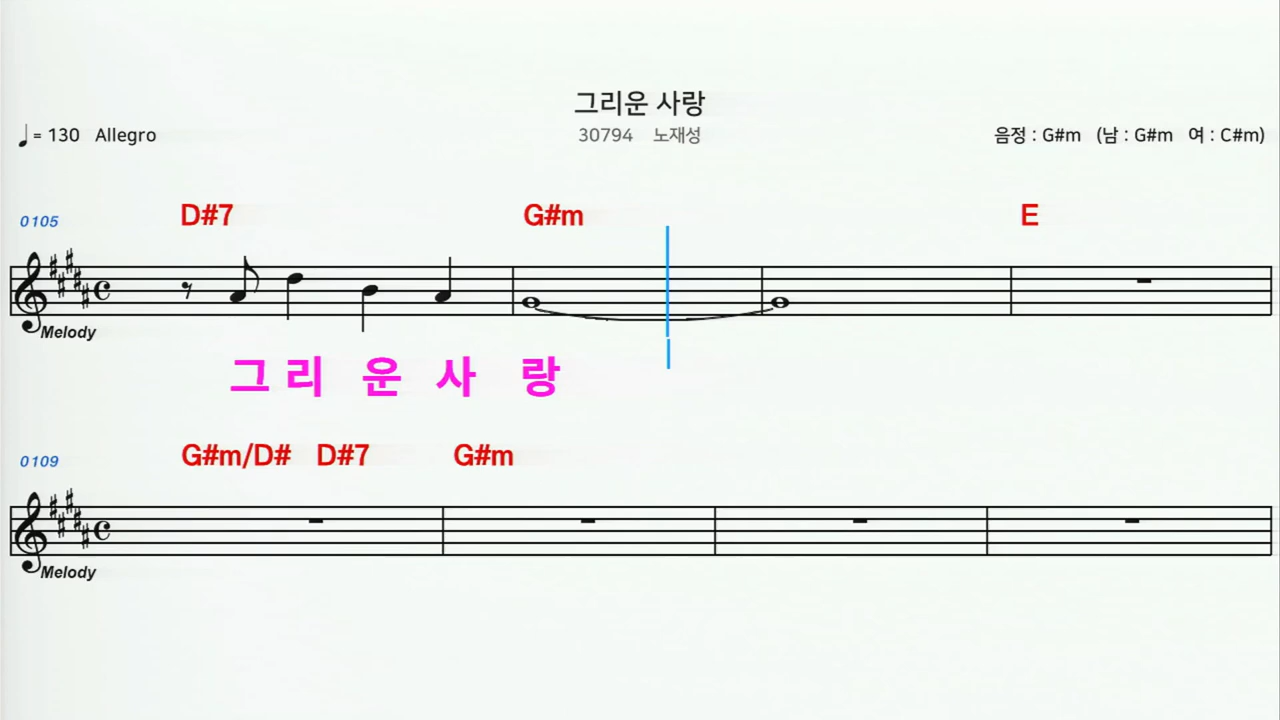 그리운 사랑
♩ = 130 Allegro
30794 노재성
음정 : G#m (남 : G#m 여 : C#m)
0105
D#7 G#m E
Melody
그 리 운 사 랑
0109
G#m/D# D#7 G#m
Melody